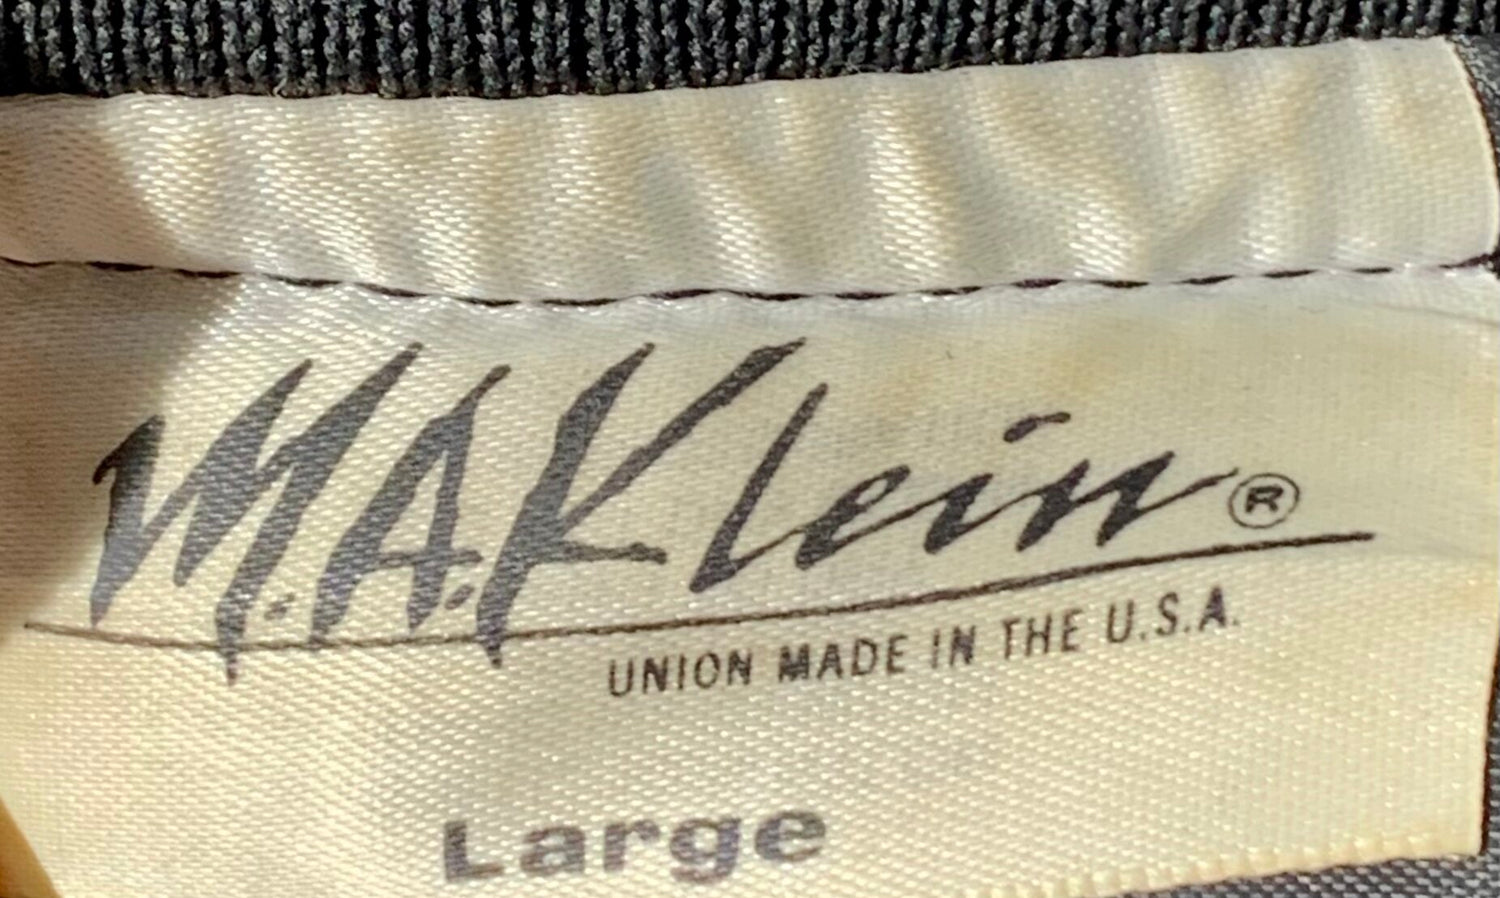 M.A.Klein®
UNION MADE IN THE U.S.A.
Large